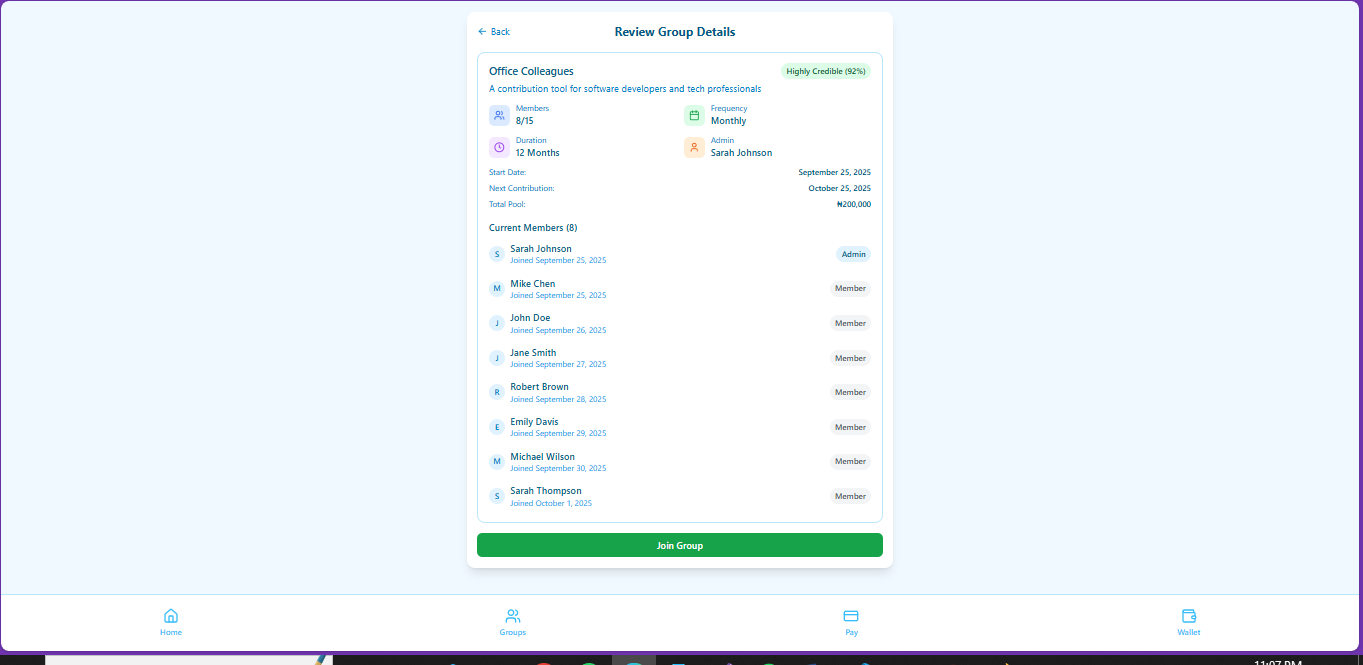 Back
Review Group Details
Office Colleagues
Highly Credible (92%)
A contribution tool for software developers and tech professionals
Members
8/15
Frequency
Monthly
Duration
12 Months
Admin
Sarah Johnson
Start Date: September 25, 2025
Next Contribution: October 25, 2025
Total Pool: ₦200,000
Current Members (8)
S
Sarah Johnson
Joined September 25, 2025
Admin
M
Mike Chen
Joined September 25, 2025
Member
J
John Doe
Joined September 26, 2025
Member
J
Jane Smith
Joined September 27, 2025
Member
R
Robert Brown
Joined September 28, 2025
Member
E
Emily Davis
Joined September 29, 2025
Member
M
Michael Wilson
Joined September 30, 2025
Member
S
Sarah Thompson
Joined October 1, 2025
Member
Join Group
Home
Groups
Pay
Wallet
11:07 PM